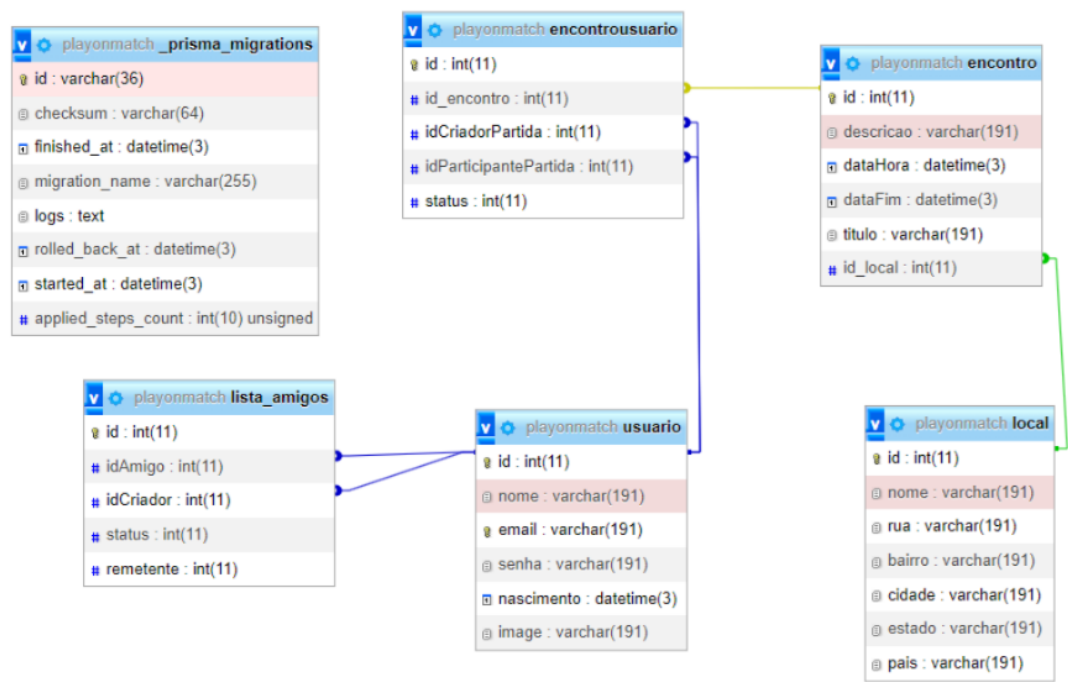 playonmatch _prisma_migrations
id : varchar(36)
checksum : varchar(64)
finished_at : datetime(3)
migration_name : varchar(255)
logs : text
rolled_back_at : datetime(3)
started_at : datetime(3)
# applied_steps_count : int(10) unsigned
playonmatch encontrousuario
id : int(11)
# id_encontro : int(11)
# idCriadorPartida : int(11)
# idParticipantePartida : int(11)
# status : int(11)
playonmatch encontro
id : int(11)
descricao : varchar(191)
dataHora : datetime(3)
dataFim : datetime(3)
titulo : varchar(191)
# id_local : int(11)
playonmatch lista_amigos
id : int(11)
# idAmigo : int(11)
# idCriador : int(11)
# status : int(11)
# remetente : int(11)
playonmatch usuario
id : int(11)
nome : varchar(191)
email : varchar(191)
senha : varchar(191)
nascimento : datetime(3)
image : varchar(191)
playonmatch local
id : int(11)
nome : varchar(191)
rua : varchar(191)
bairro : varchar(191)
cidade : varchar(191)
estado : varchar(191)
pais : varchar(191)